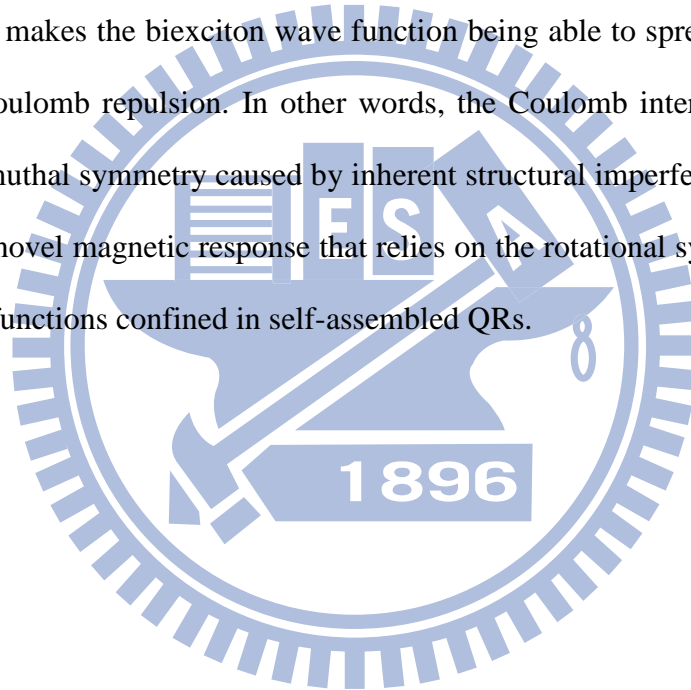 makes the biexciton wave function being able to spre
oulomb repulsion. In other words, the Coulomb inter
nuthal symmetry caused by inherent structural imperfe
novel magnetic response that relies on the rotational sy
functions confined in self-assembled QRs.
E S A
8
1896